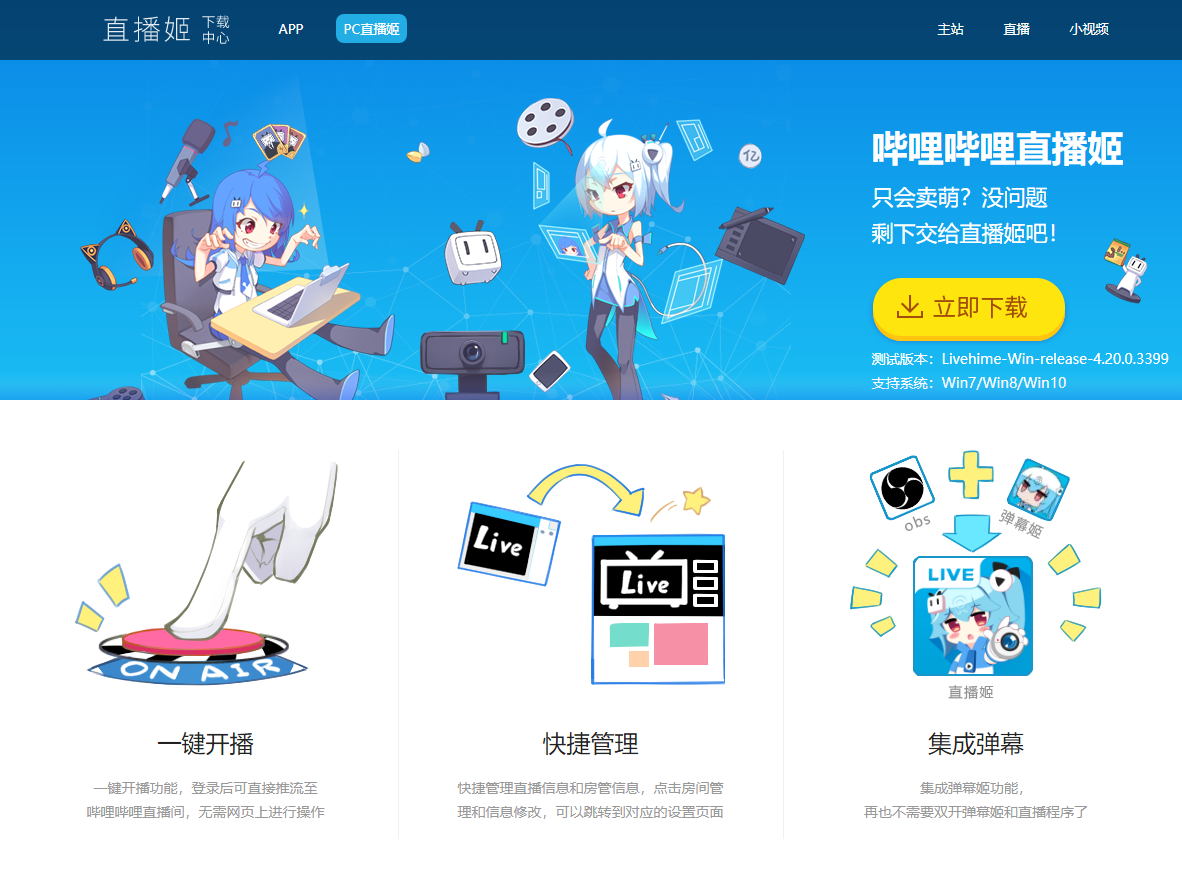 直播姬 下载中心 APP PC直播姬 主站 直播 小视频
哔哩哔哩直播姬
只会卖萌？没问题
剩下交给直播姬吧！
立即下载
测试版本：Livehime-Win-release-4.20.0.3399
支持系统：Win7/Win8/Win10
ON AIR
Live
Live
obs
弹幕姬
LIVE
直播姬
一键开播
一键开播功能，登录后可直接推流至
哔哩哔哩直播间，无需网页上进行操作
快捷管理
快捷管理直播信息和房管信息，点击房间管
理和信息修改，可以跳转到对应的设置页面
集成弹幕
集成弹幕姬功能，
再也不需要双开弹幕姬和直播程序了